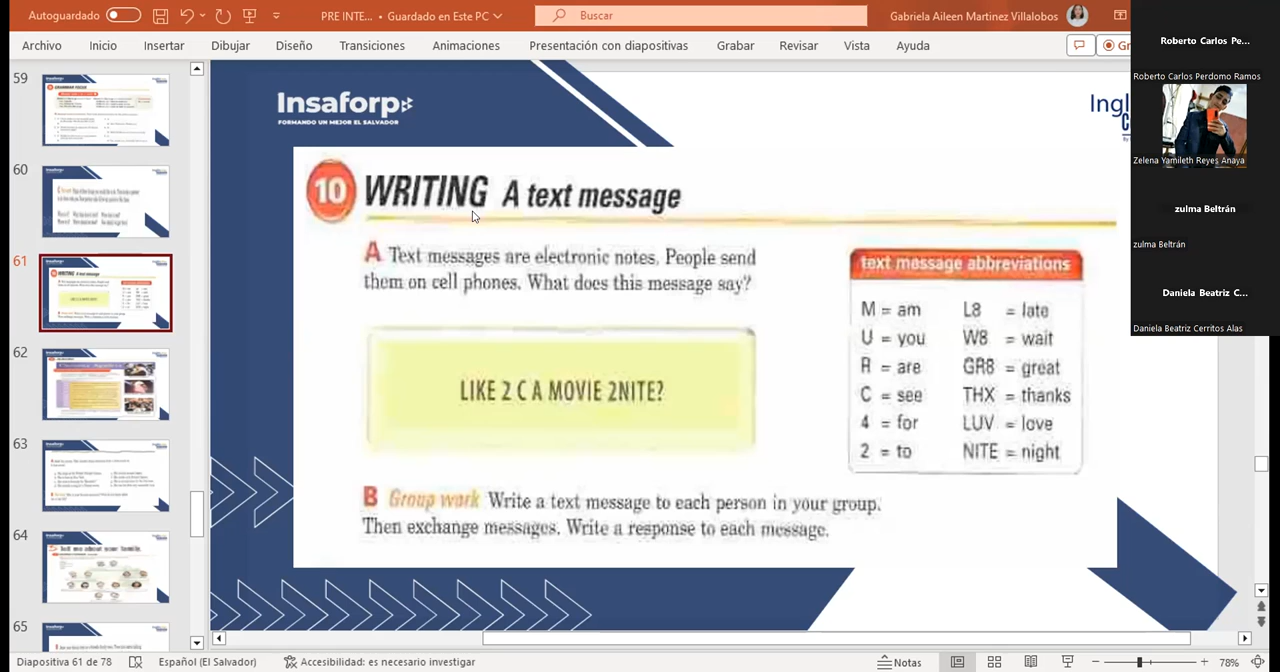 Autoguardado
PRE INTE... • Guardado en Este PC
Buscar
Gabriela Aileen Martinez Villalobos
Archivo Inicio Insertar Dibujar Diseño Transiciones Animaciones Presentación con diapositivas Grabar Revisar Vista Ayuda
Roberto Carlos Pe...
Roberto Carlos Perdomo Ramos
Zelena Yamileth Reyes Anaya
zulma Beltrán
zulma Beltrán
Daniela Beatriz C...
Daniela Beatriz Cerritos Alas
59
60
61
62
63
64
65
Insaforp
FORMANDO UN MEJOR EL SALVADOR
10 WRITING A text message
A Text messages are electronic notes. People send
them on cell phones. What does this message say?
LIKE 2 C A MOVIE 2NITE?
text message abbreviations
M = am L8 = late
U = you W8 = wait
R = are GR8 = great
C = see THX = thanks
4 = for LUV = love
2 = to NITE = night
B Group work Write a text message to each person in your group.
Then exchange messages. Write a response to each message.
Diapositiva 61 de 78 Español (El Salvador) Accesibilidad: es necesario investigar Notas 78%